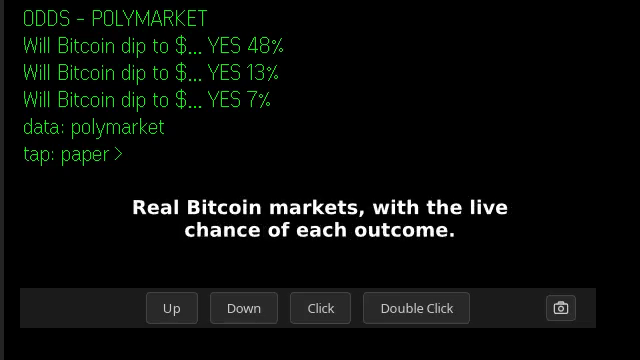 ODDS - POLYMARKET
Will Bitcoin dip to $... YES 48%
Will Bitcoin dip to $... YES 13%
Will Bitcoin dip to $... YES 7%
data: polymarket
tap: paper >
Real Bitcoin markets, with the live
chance of each outcome.
Up Down Click Double Click